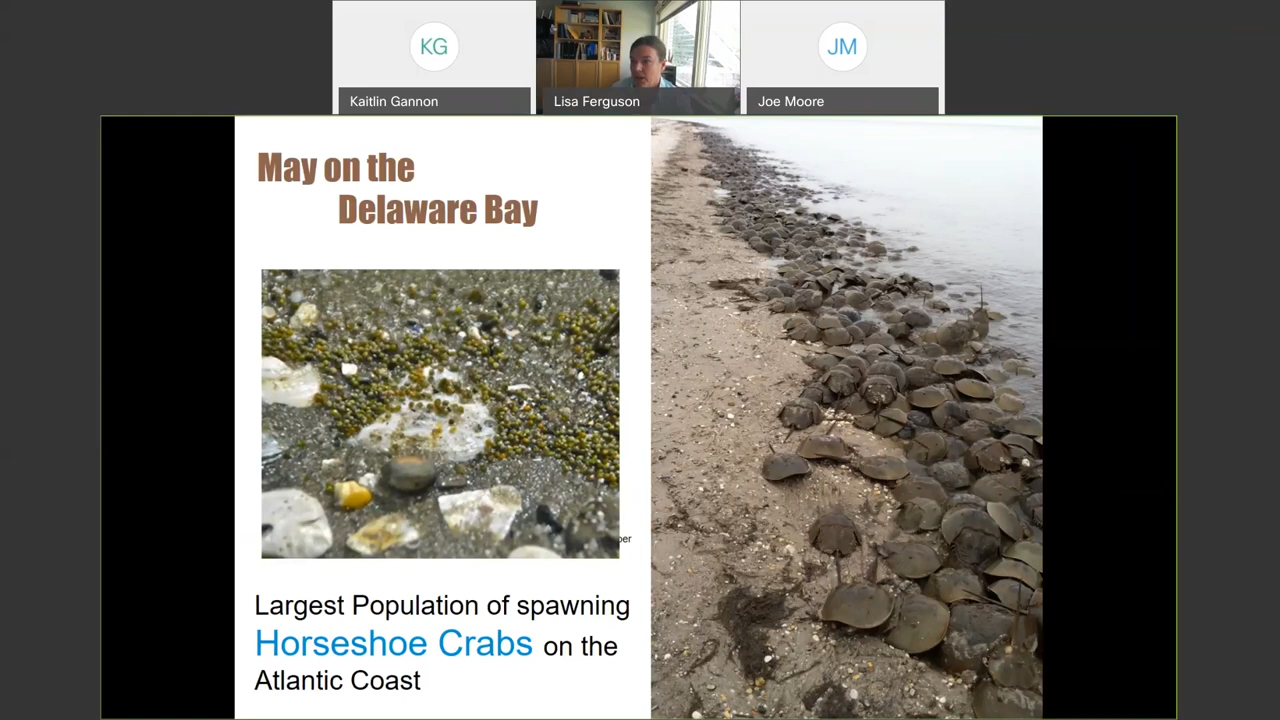 KG
JM
Kaitlin Gannon
Lisa Ferguson
Joe Moore
May on the
Delaware Bay
Largest Population of spawning
Horseshoe Crabs on the
Atlantic Coast